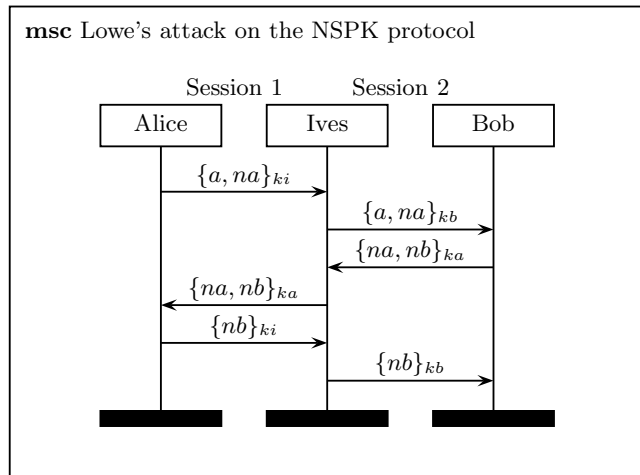 msc Lowe's attack on the NSPK protocol
Session 1 Session 2
Alice Ives Bob
{a, na}ki
{a, na}kb
{na, nb}ka
{na, nb}ka
{nb}ki
{nb}kb